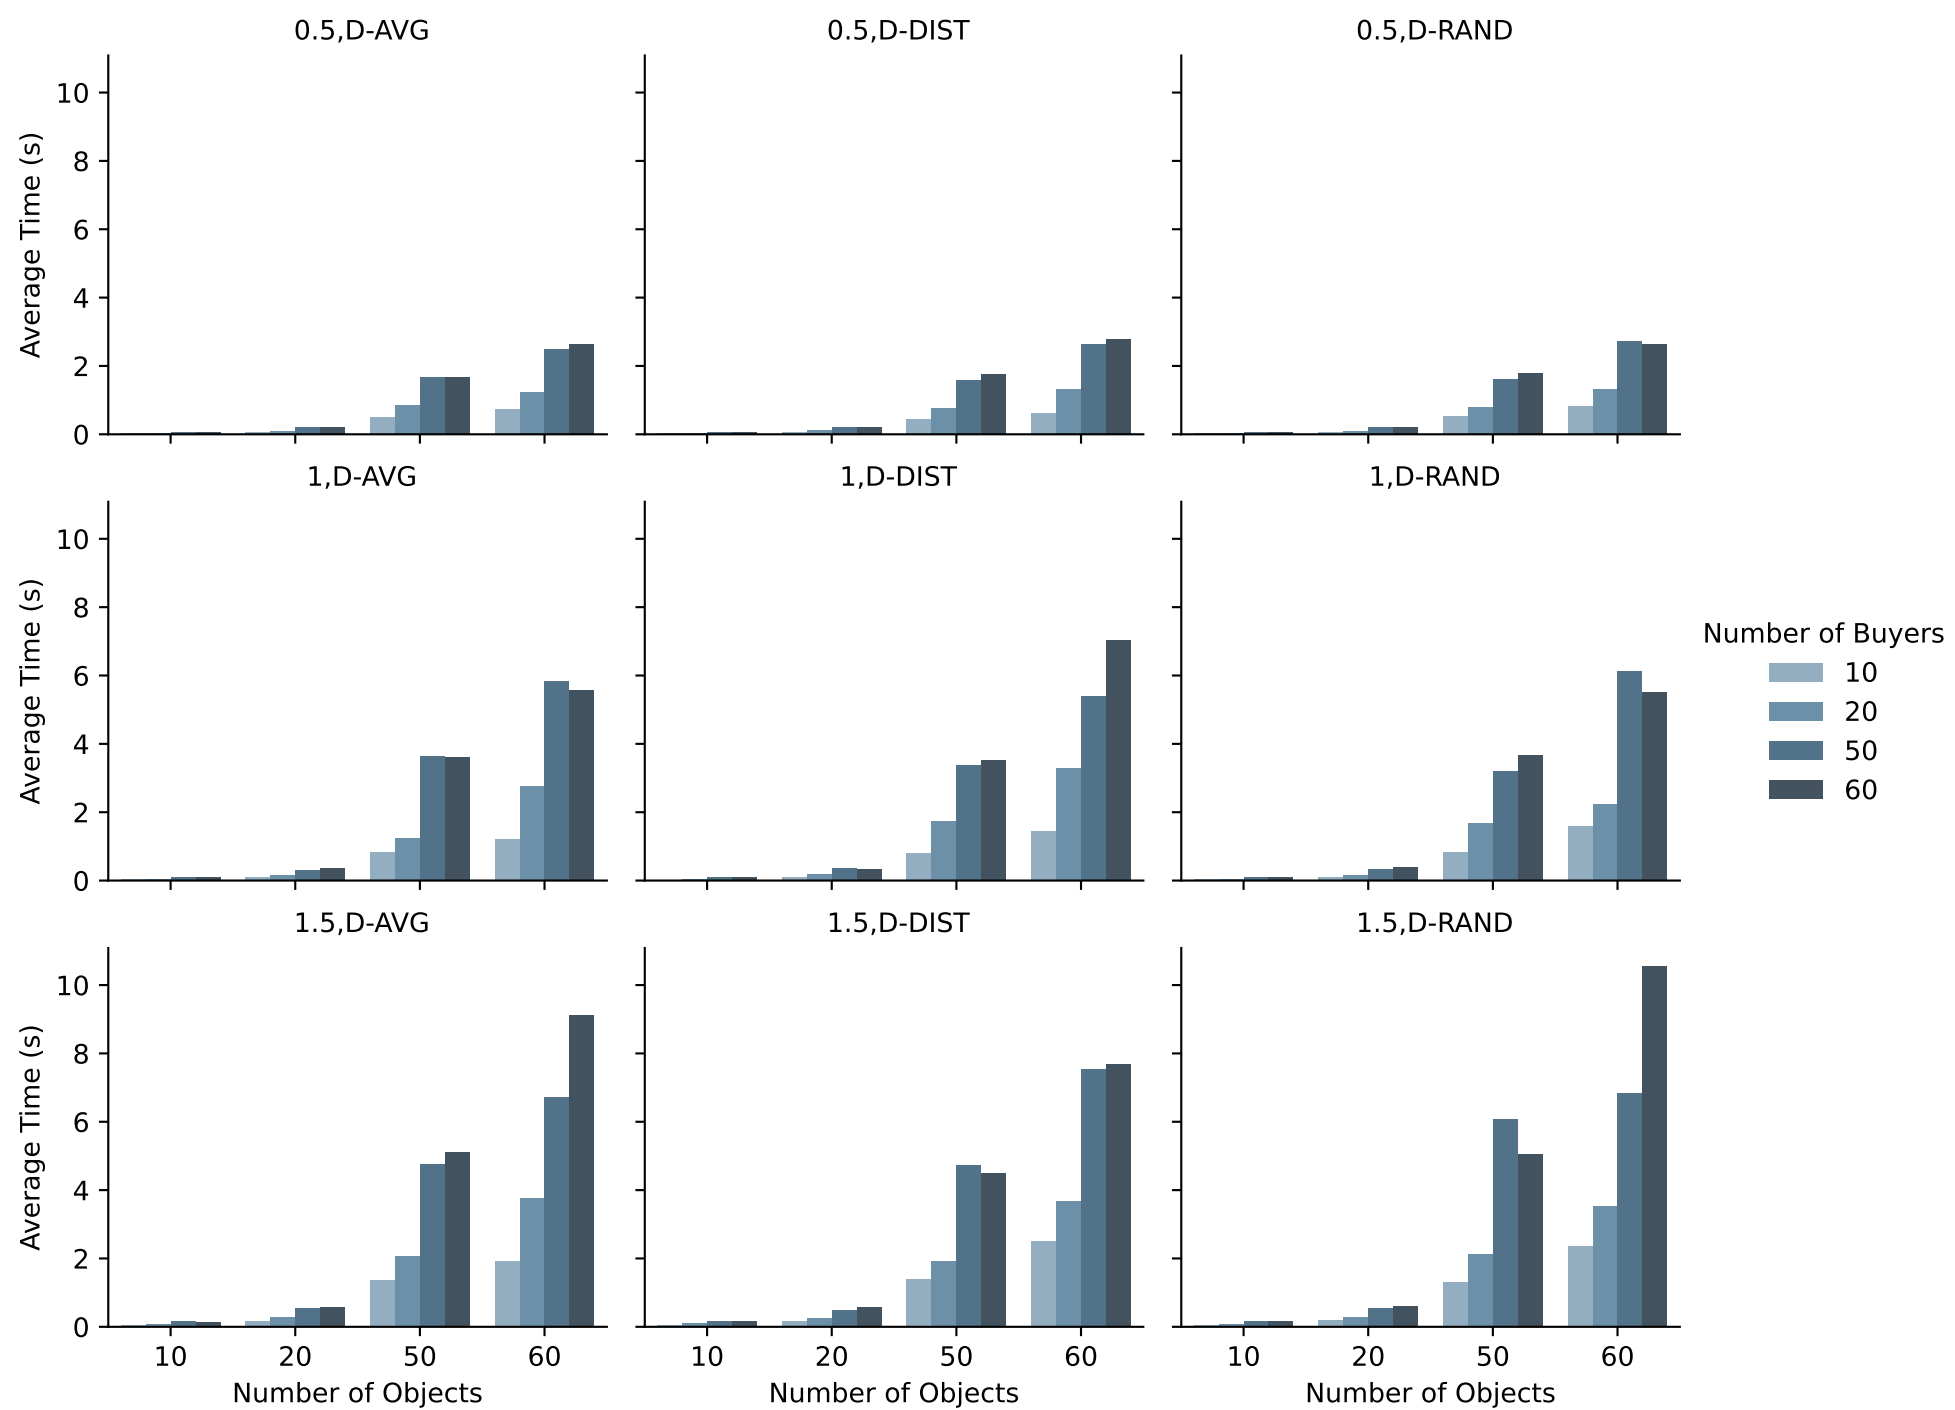 0.5,D-AVG
0.5,D-DIST
0.5,D-RAND
Average Time (s)
10
8
6
4
2
0
1,D-AVG
1,D-DIST
1,D-RAND
Average Time (s)
10
8
6
4
2
0
Number of Buyers
10
20
50
60
1.5,D-AVG
1.5,D-DIST
1.5,D-RAND
Average Time (s)
10
8
6
4
2
0
10 20 50 60
10 20 50 60
10 20 50 60
Number of Objects
Number of Objects
Number of Objects